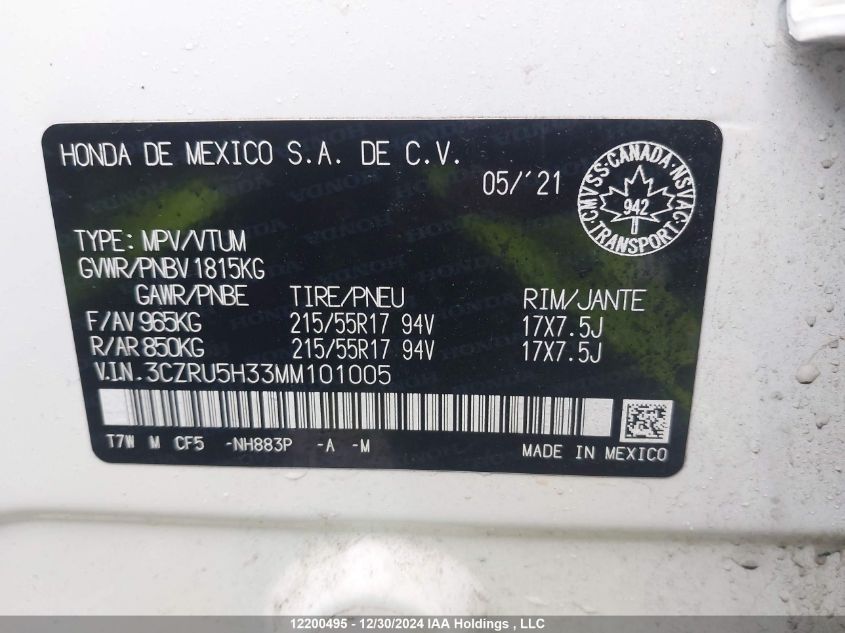 HONDA DE MEXICO S.A. DE C.V.
05/'21
CMVSS·CANADA·NSVAC·
942
TRANSPORT
TYPE: MPV/VTUM
GVWR/PNBV 1815KG
GAWR/PNBE TIRE/PNEU RIM/JANTE
F/AV 965KG 215/55R17 94V 17X7.5J
R/AR 850KG 215/55R17 94V 17X7.5J
V.I.N. 3CZRU5H33MM101005
T7W M CF5 -NH883P -A -M
MADE IN MEXICO
12200495 - 12/30/2024 IAA Holdings , LLC